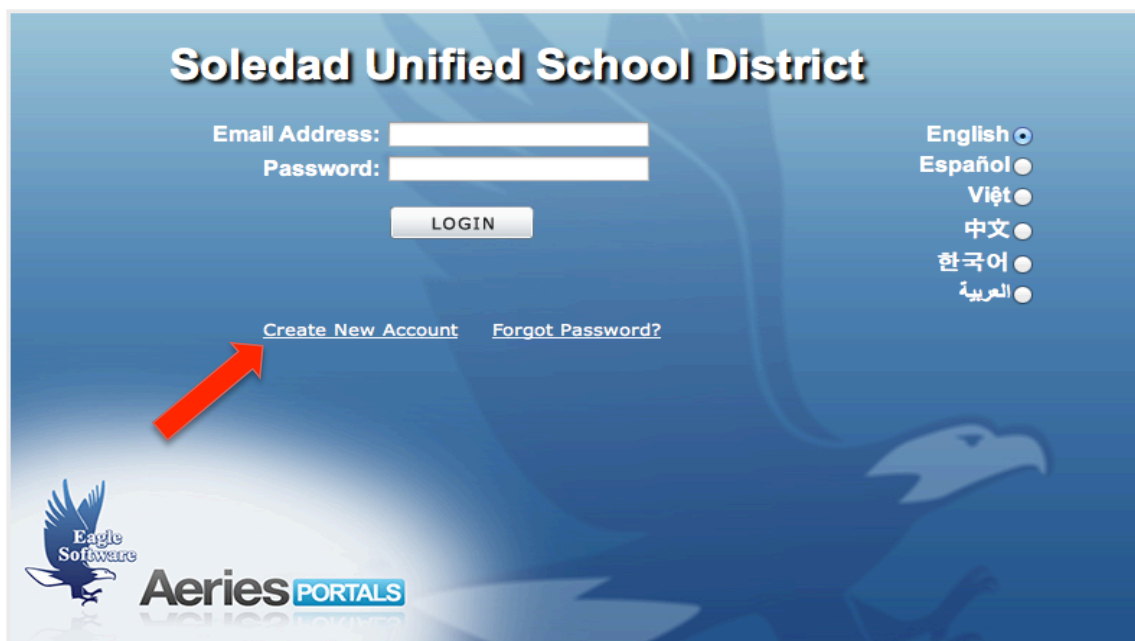 Soledad Unified School District
Email Address:
Password:
LOGIN
English
Español
Việt
中文
한국어
العربية
Create New Account Forgot Password?
Eagle
Software
Aeries PORTALS